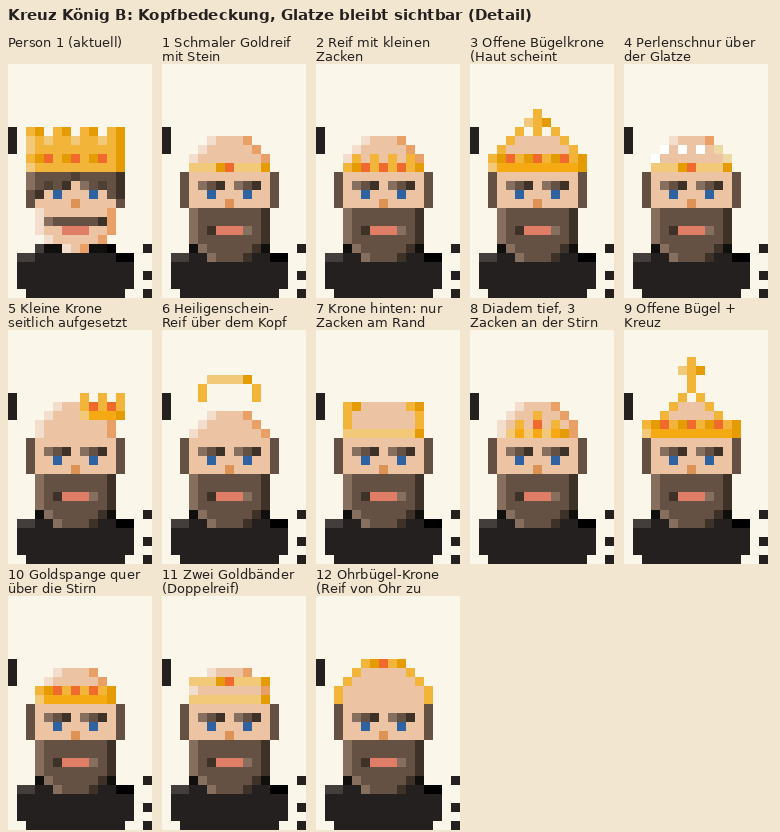 Kreuz König B: Kopfbedeckung, Glatze bleibt sichtbar (Detail)
Person 1 (aktuell)
1 Schmaler Goldreif
mit Stein
2 Reif mit kleinen
Zacken
3 Offene Bügelkrone
(Haut scheint
4 Perlenschnur über
der Glatze
5 Kleine Krone
seitlich aufgesetzt
6 Heiligenschein-
Reif über dem Kopf
7 Krone hinten: nur
Zacken am Rand
8 Diadem tief, 3
Zacken an der Stirn
9 Offene Bügel +
Kreuz
10 Goldspange quer
über die Stirn
11 Zwei Goldbänder
(Doppelreif)
12 Ohrbügel-Krone
(Reif von Ohr zu